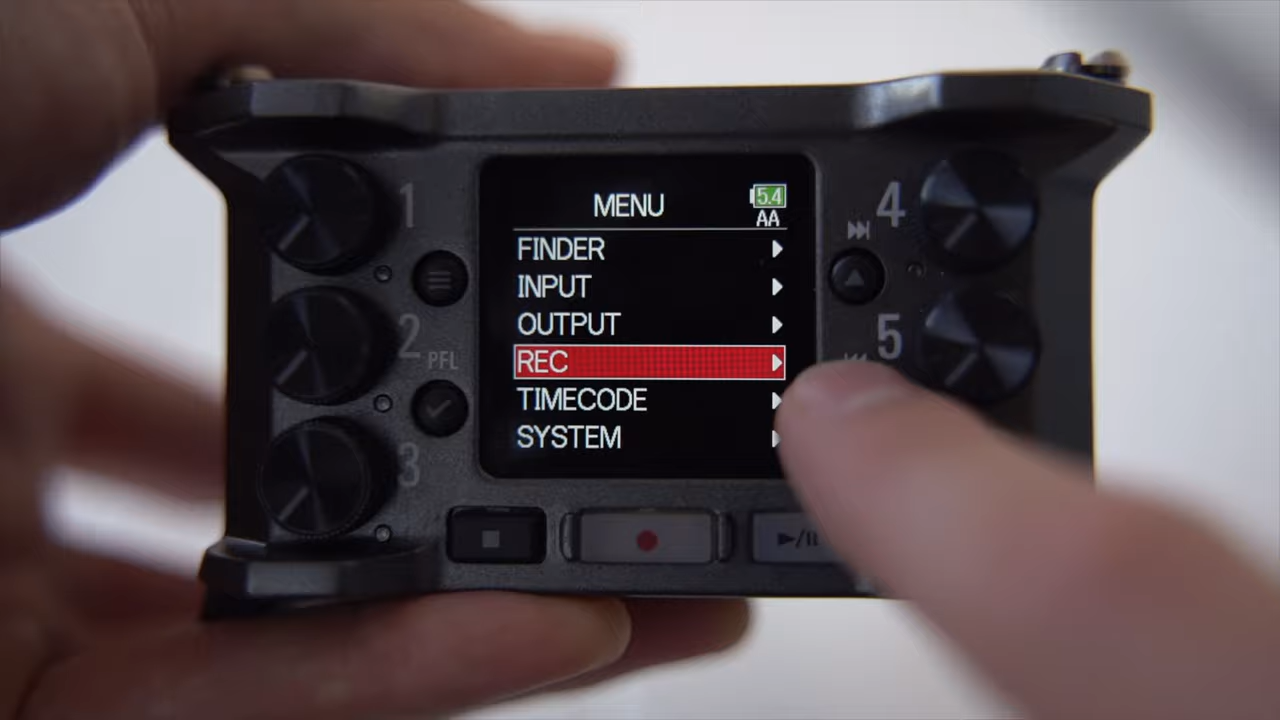 MENU
5.4
AA
FINDER
INPUT
OUTPUT
REC
TIMECODE
SYSTEM
1
2
PFL
3
4
5